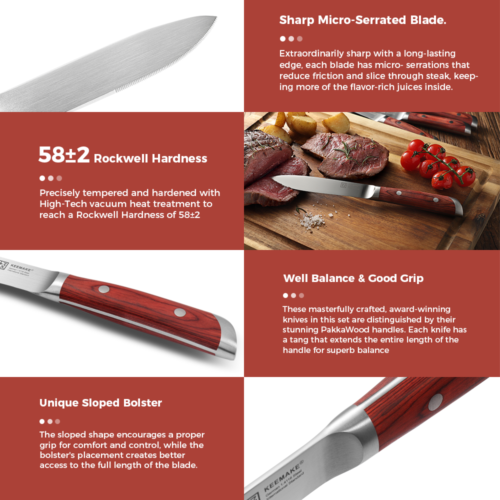 Sharp Micro-Serrated Blade.
Extraordinarily sharp with a long-lasting
edge, each blade has micro- serrations that
reduce friction and slice through steak, keep-
ing more of the flavor-rich juices inside.
58±2 Rockwell Hardness
Precisely tempered and hardened with
High-Tech vacuum heat treatment to
reach a Rockwell Hardness of 58±2
KEEMAKE
Well Balance & Good Grip
These masterfully crafted, award-winning
knives in this set are distinguished by their
stunning PakkaWood handles. Each knife has
a tang that extends the entire length of the
handle for superb balance
Unique Sloped Bolster
The sloped shape encourages a proper
grip for comfort and control, while the
bolster's placement creates better
access to the full length of the blade.
KEEMAKE